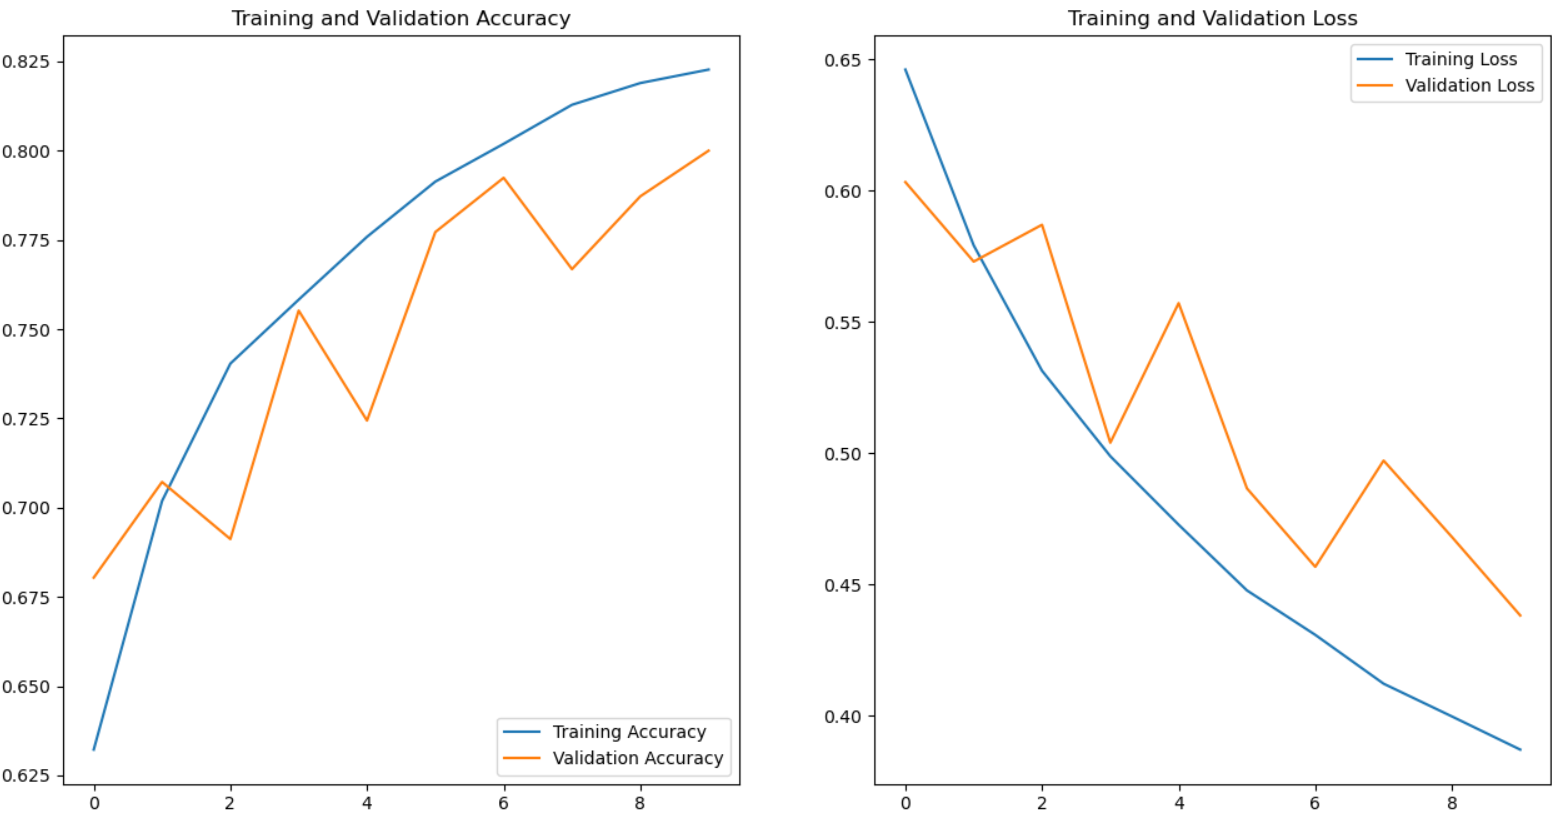 Training and Validation Accuracy
0.825
0.800
0.775
0.750
0.725
0.700
0.675
0.650
0.625
0 2 4 6 8
Training Accuracy
Validation Accuracy
Training and Validation Loss
0.65
0.60
0.55
0.50
0.45
0.40
0 2 4 6 8
Training Loss
Validation Loss